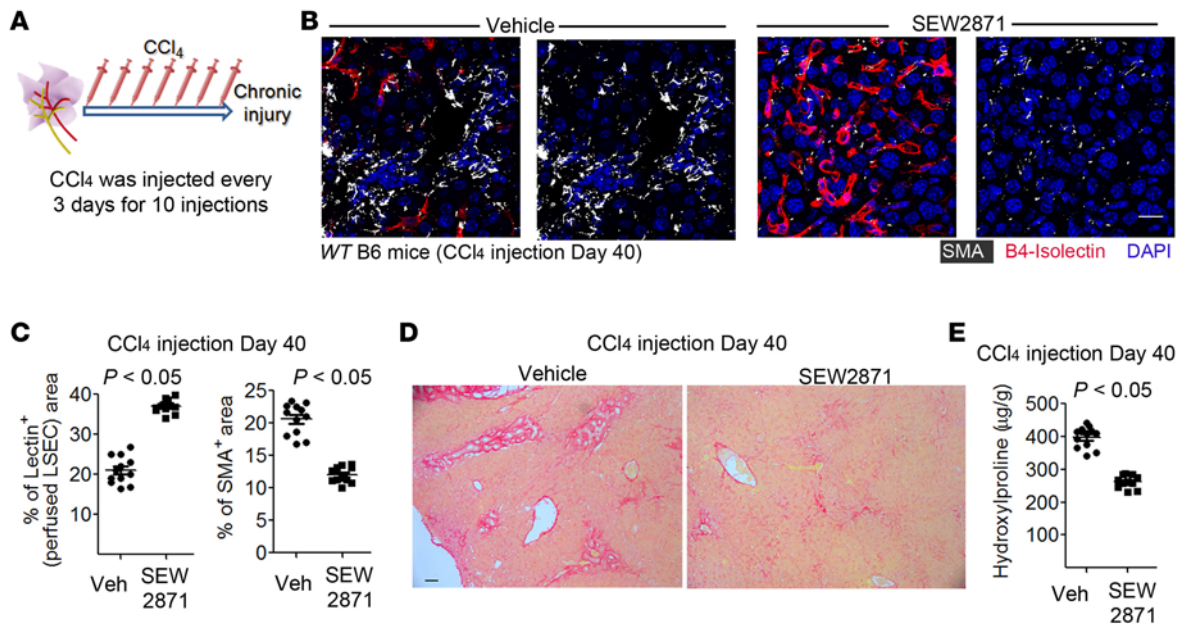 A
CCl4
Chronic
injury
CCl4 was injected every
3 days for 10 injections
B
Vehicle
SEW2871
WT B6 mice (CCl4 injection Day 40)
SMA B4-Isolectin DAPI
C
CCl4 injection Day 40
P < 0.05
% of Lectin+
(perfused LSEC) area
40
30
20
10
Veh
SEW
2871
P < 0.05
% of SMA+ area
25
20
15
10
5
0
Veh
SEW
2871
D
CCl4 injection Day 40
Vehicle
SEW2871
E
CCl4 injection Day 40
P < 0.05
Hydroxylproline (µg/g)
500
400
300
200
100
Veh
SEW
2871